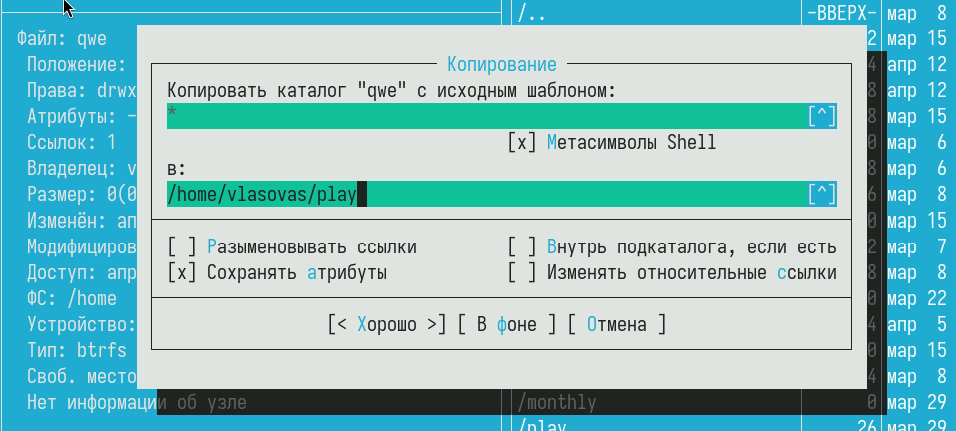 /.. -ВВЕРХ- мар 8
Файл: qwe 2 мар 15
Положение: 4 апр 12
Права: drwx 8 апр 12
Атрибуты: - 8 мар 15
Ссылок: 1 0 мар 6
Владелец: v 8 мар 6
Размер: 0(0 6 мар 8
Изменён: ап 0 мар 15
Модифициров 2 мар 7
Доступ: апр 8 мар 8
ФС: /home 0 мар 22
Устройство: 4 апр 5
Тип: btrfs 0 мар 15
Своб. место 4 мар 8
Нет информации об узле /monthly 0 мар 29
/play 26 мар 29
Копирование
Копировать каталог "qwe" с исходным шаблоном:
* [^]
[x] Метасимволы Shell
в:
/home/vlasovas/play [^]
[ ] Разыменовывать ссылки [ ] Внутрь подкаталога, если есть
[x] Сохранять атрибуты [ ] Изменять относительные ссылки
[< Хорошо >] [ В фоне ] [ Отмена ]